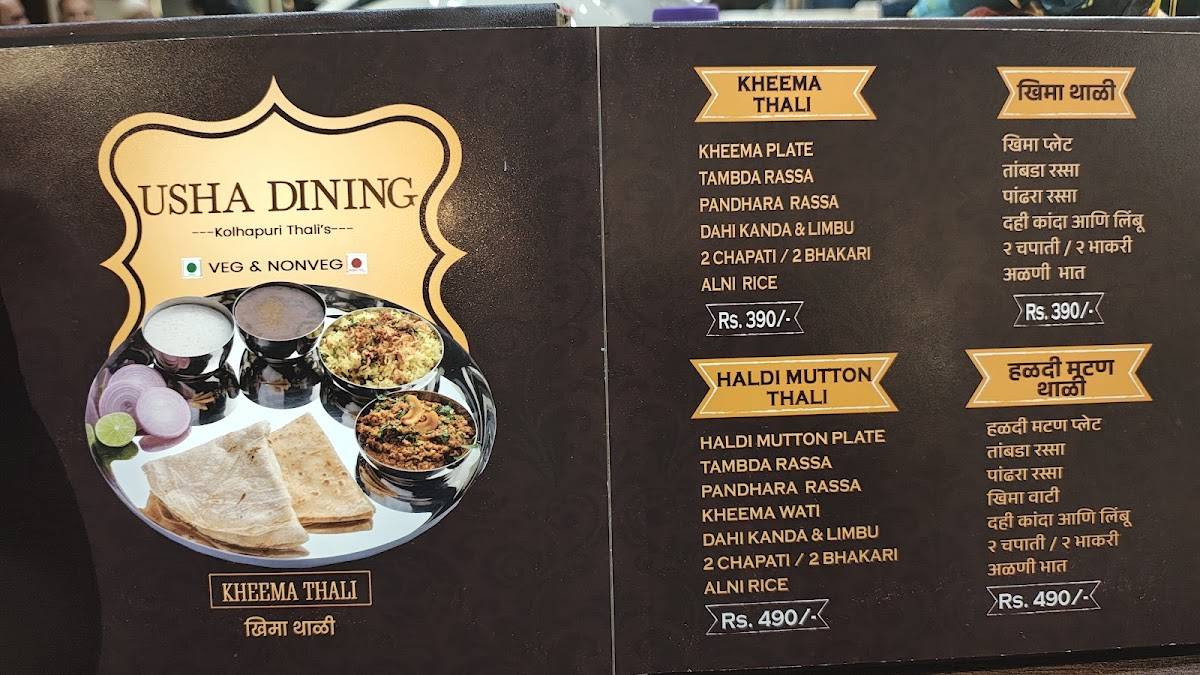 USHA DINING
---Kolhapuri Thali's---
VEG & NONVEG
KHEEMA THALI
खिमा थाळी
KHEEMA
THALI
KHEEMA PLATE
TAMBDA RASSA
PANDHARA RASSA
DAHI KANDA & LIMBU
2 CHAPATI / 2 BHAKARI
ALNI RICE
Rs. 390/-
खिमा थाळी
खिमा प्लेट
तांबडा रस्सा
पांढरा रस्सा
दही कांदा आणि लिंबू
२ चपाती / २ भाकरी
अळणी भात
Rs. 390/-
HALDI MUTTON
THALI
HALDI MUTTON PLATE
TAMBDA RASSA
PANDHARA RASSA
KHEEMA WATI
DAHI KANDA & LIMBU
2 CHAPATI / 2 BHAKARI
ALNI RICE
Rs. 490/-
हळदी मटण
थाळी
हळदी मटण प्लेट
तांबडा रस्सा
पांढरा रस्सा
खिमा वाटी
दही कांदा आणि लिंबू
२ चपाती / २ भाकरी
अळणी भात
Rs. 490/-